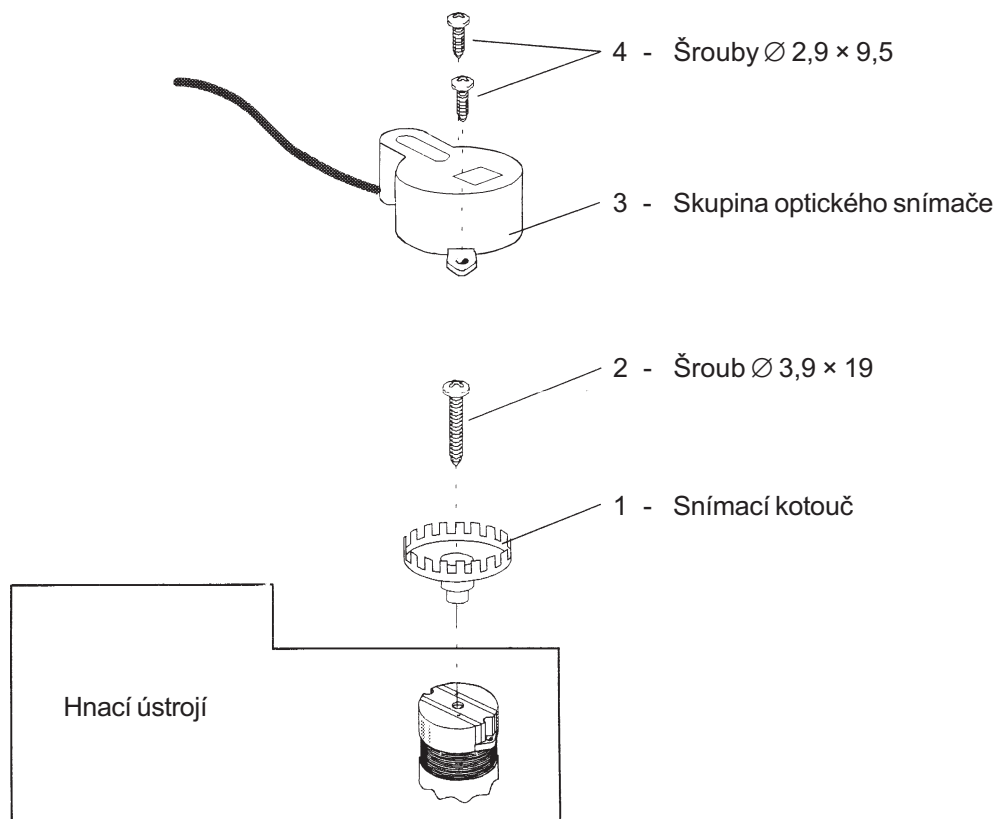 4 - Šrouby ∅ 2,9 × 9,5
3 - Skupina optického snímače
2 - Šroub ∅ 3,9 × 19
1 - Snímací kotouč
Hnací ústrojí